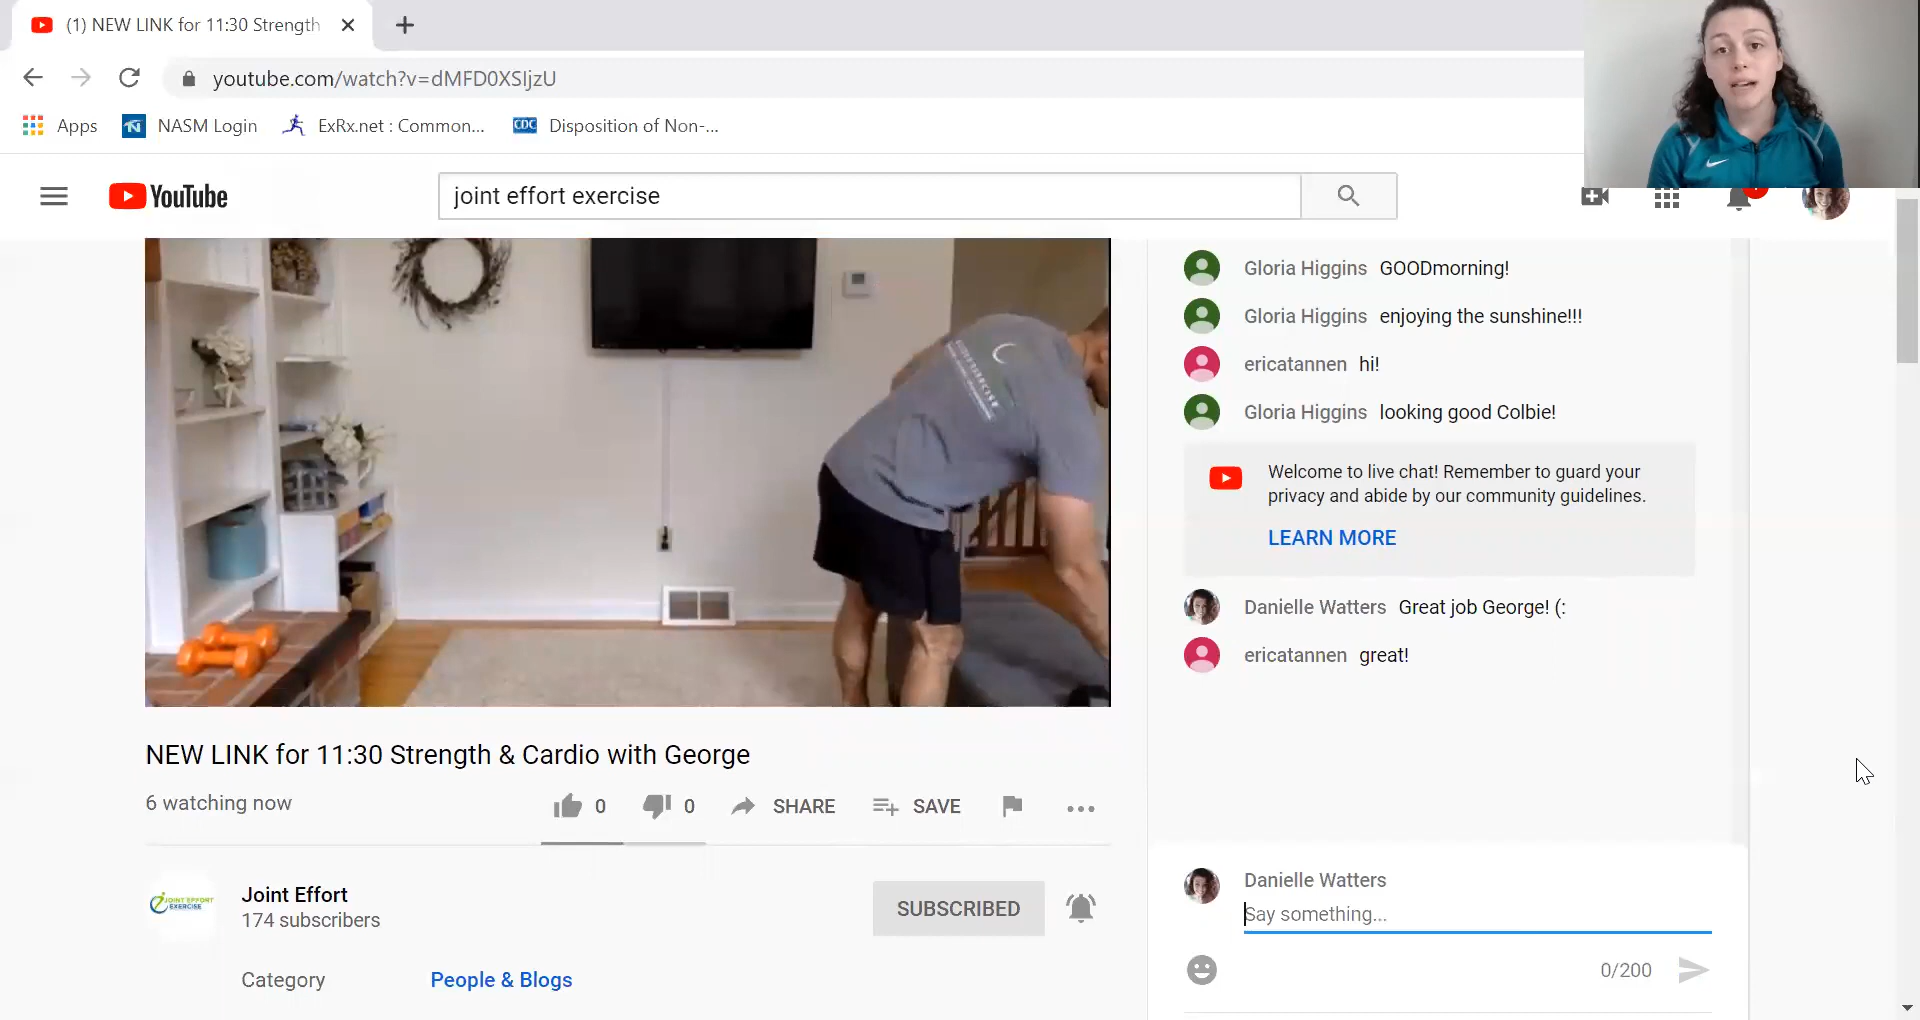 (1) NEW LINK for 11:30 Strength
youtube.com/watch?v=dMFD0XSljzU
Apps NASM Login ExRx.net : Common... CDC Disposition of Non-...
YouTube
joint effort exercise
Gloria Higgins GOODmorning!
Gloria Higgins enjoying the sunshine!!!
ericatannen hi!
Gloria Higgins looking good Colbie!
Welcome to live chat! Remember to guard your
privacy and abide by our community guidelines.
LEARN MORE
Danielle Watters Great job George! (:
ericatannen great!
NEW LINK for 11:30 Strength & Cardio with George
6 watching now
0 0 SHARE SAVE
JOINT EFFORT
EXERCISE
Joint Effort
174 subscribers
SUBSCRIBED
Category People & Blogs
Danielle Watters
Say something...
0/200